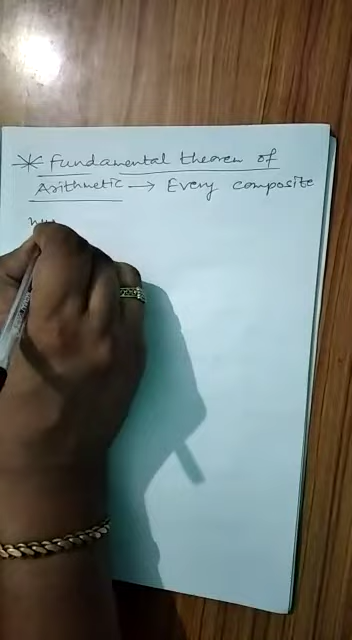 * Fundamental theorem of
Arithmetic → Every composite